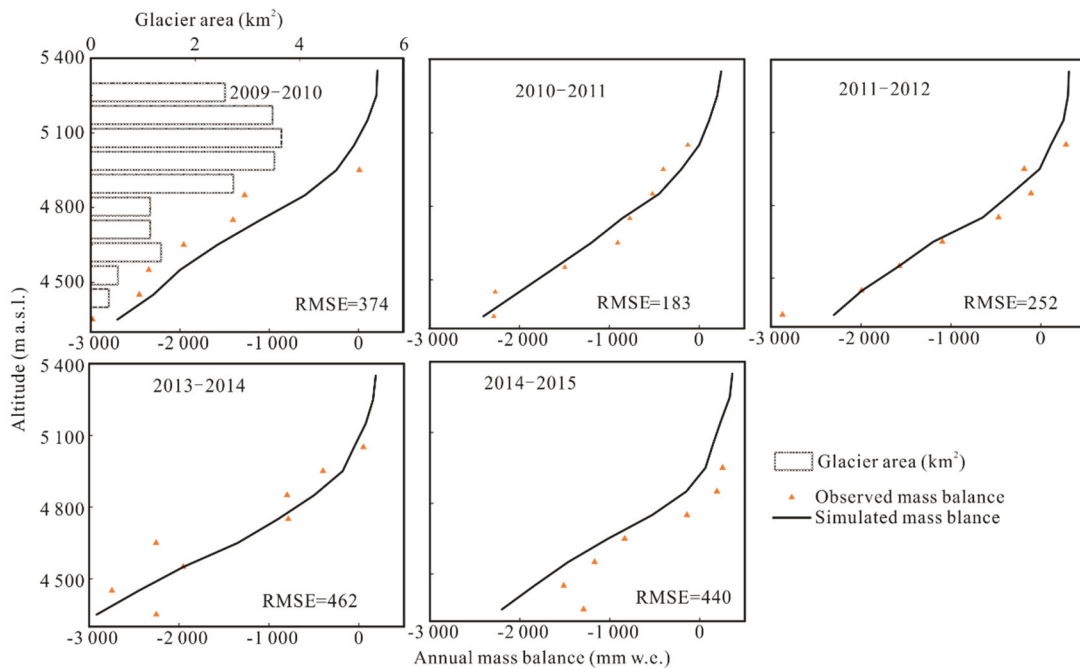 Glacier area (km²)
0 2 4 6
5 400
5 100
4 800
4 500
2009-2010
RMSE=374
-3 000 -2 000 -1 000 0
2010-2011
RMSE=183
-3 000 -2 000 -1 000 0
2011-2012
RMSE=252
-3 000 -2 000 -1 000 0
Altitude (m a.s.l.)
5 400
5 100
4 800
4 500
2013-2014
RMSE=462
-3 000 -2 000 -1 000 0
2014-2015
RMSE=440
-3 000 -2 000 -1 000 0
Annual mass balance (mm w.e.)
Glacier area (km²)
Observed mass balance
Simulated mass blance